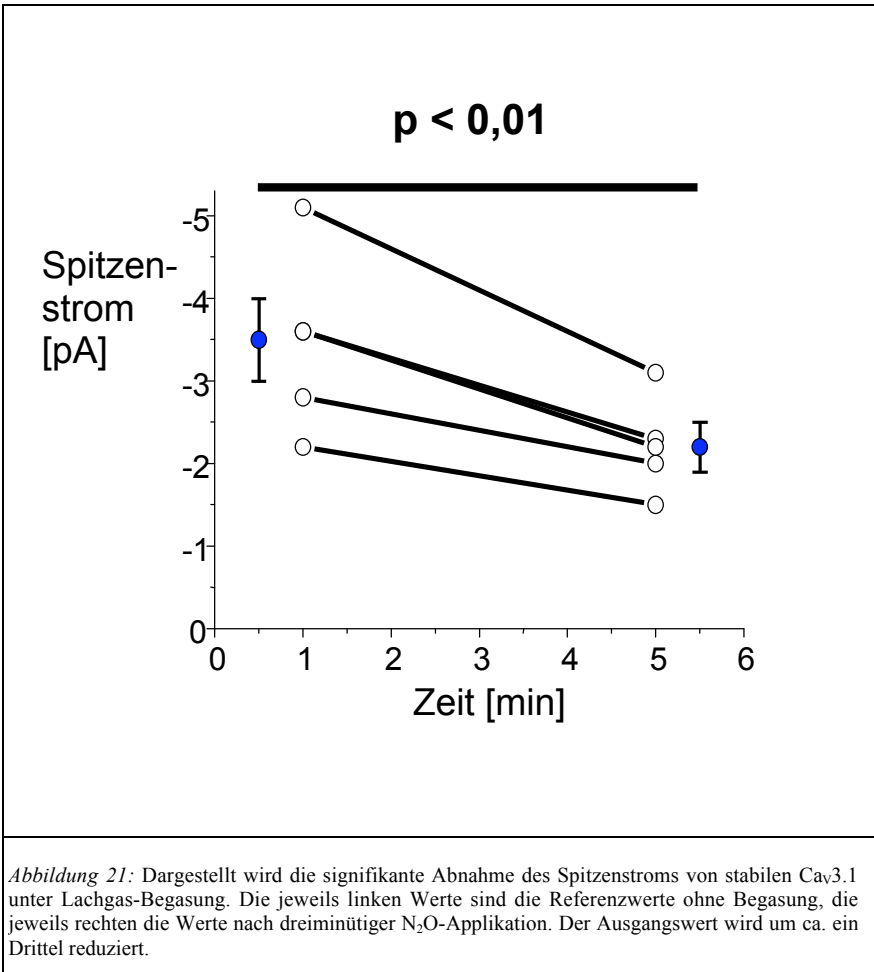 p < 0,01
Spitzen-
strom
[pA]
-5
-4
-3
-2
-1
0
0 1 2 3 4 5 6
Zeit [min]
Abbildung 21: Dargestellt wird die signifikante Abnahme des Spitzenstroms von stabilen Caᵥ3.1
unter Lachgas-Begasung. Die jeweils linken Werte sind die Referenzwerte ohne Begasung, die
jeweils rechten die Werte nach dreiminütiger N₂O-Applikation. Der Ausgangswert wird um ca. ein
Drittel reduziert.